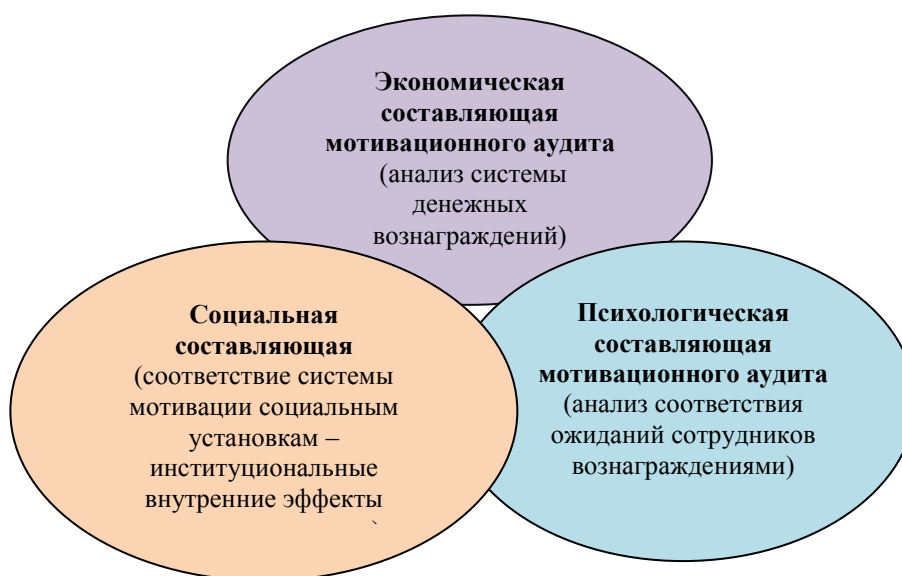 Экономическая
составляющая
мотивационного аудита
(анализ системы
денежных
вознаграждений)
Социальная
составляющая
(соответствие системы
мотивации социальным
установкам –
институциональные
внутренние эффекты
Психологическая
составляющая
мотивационного аудита
(анализ соответствия
ожиданий сотрудников
вознаграждениями)